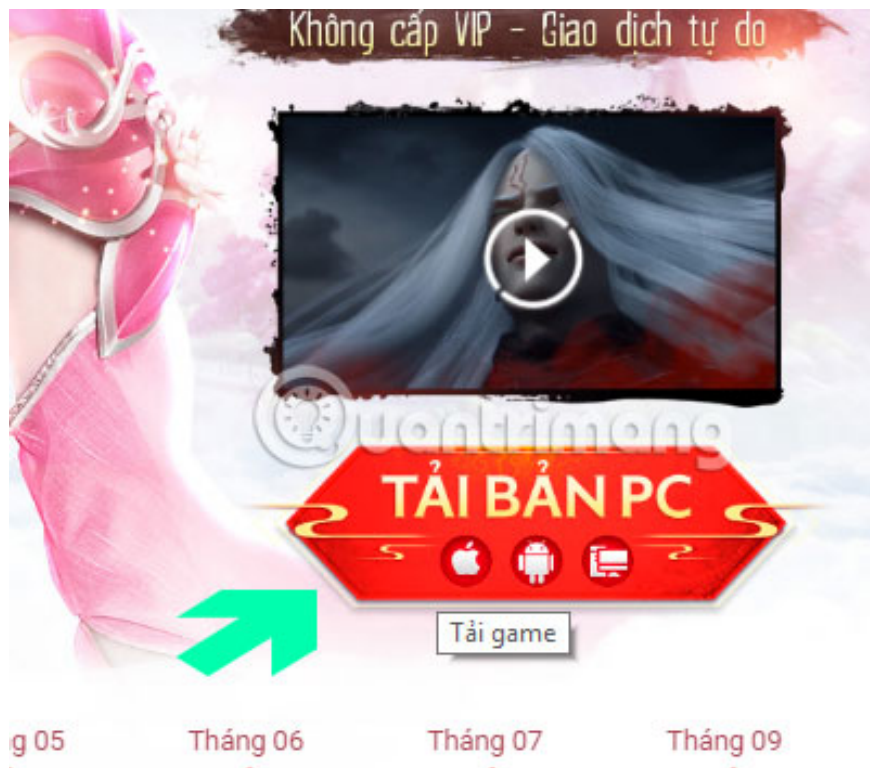 Không cấp VIP - Giao dịch tự do
Quantrimang
TẢI BẢN PC
Tải game
g 05 Tháng 06 Tháng 07 Tháng 09